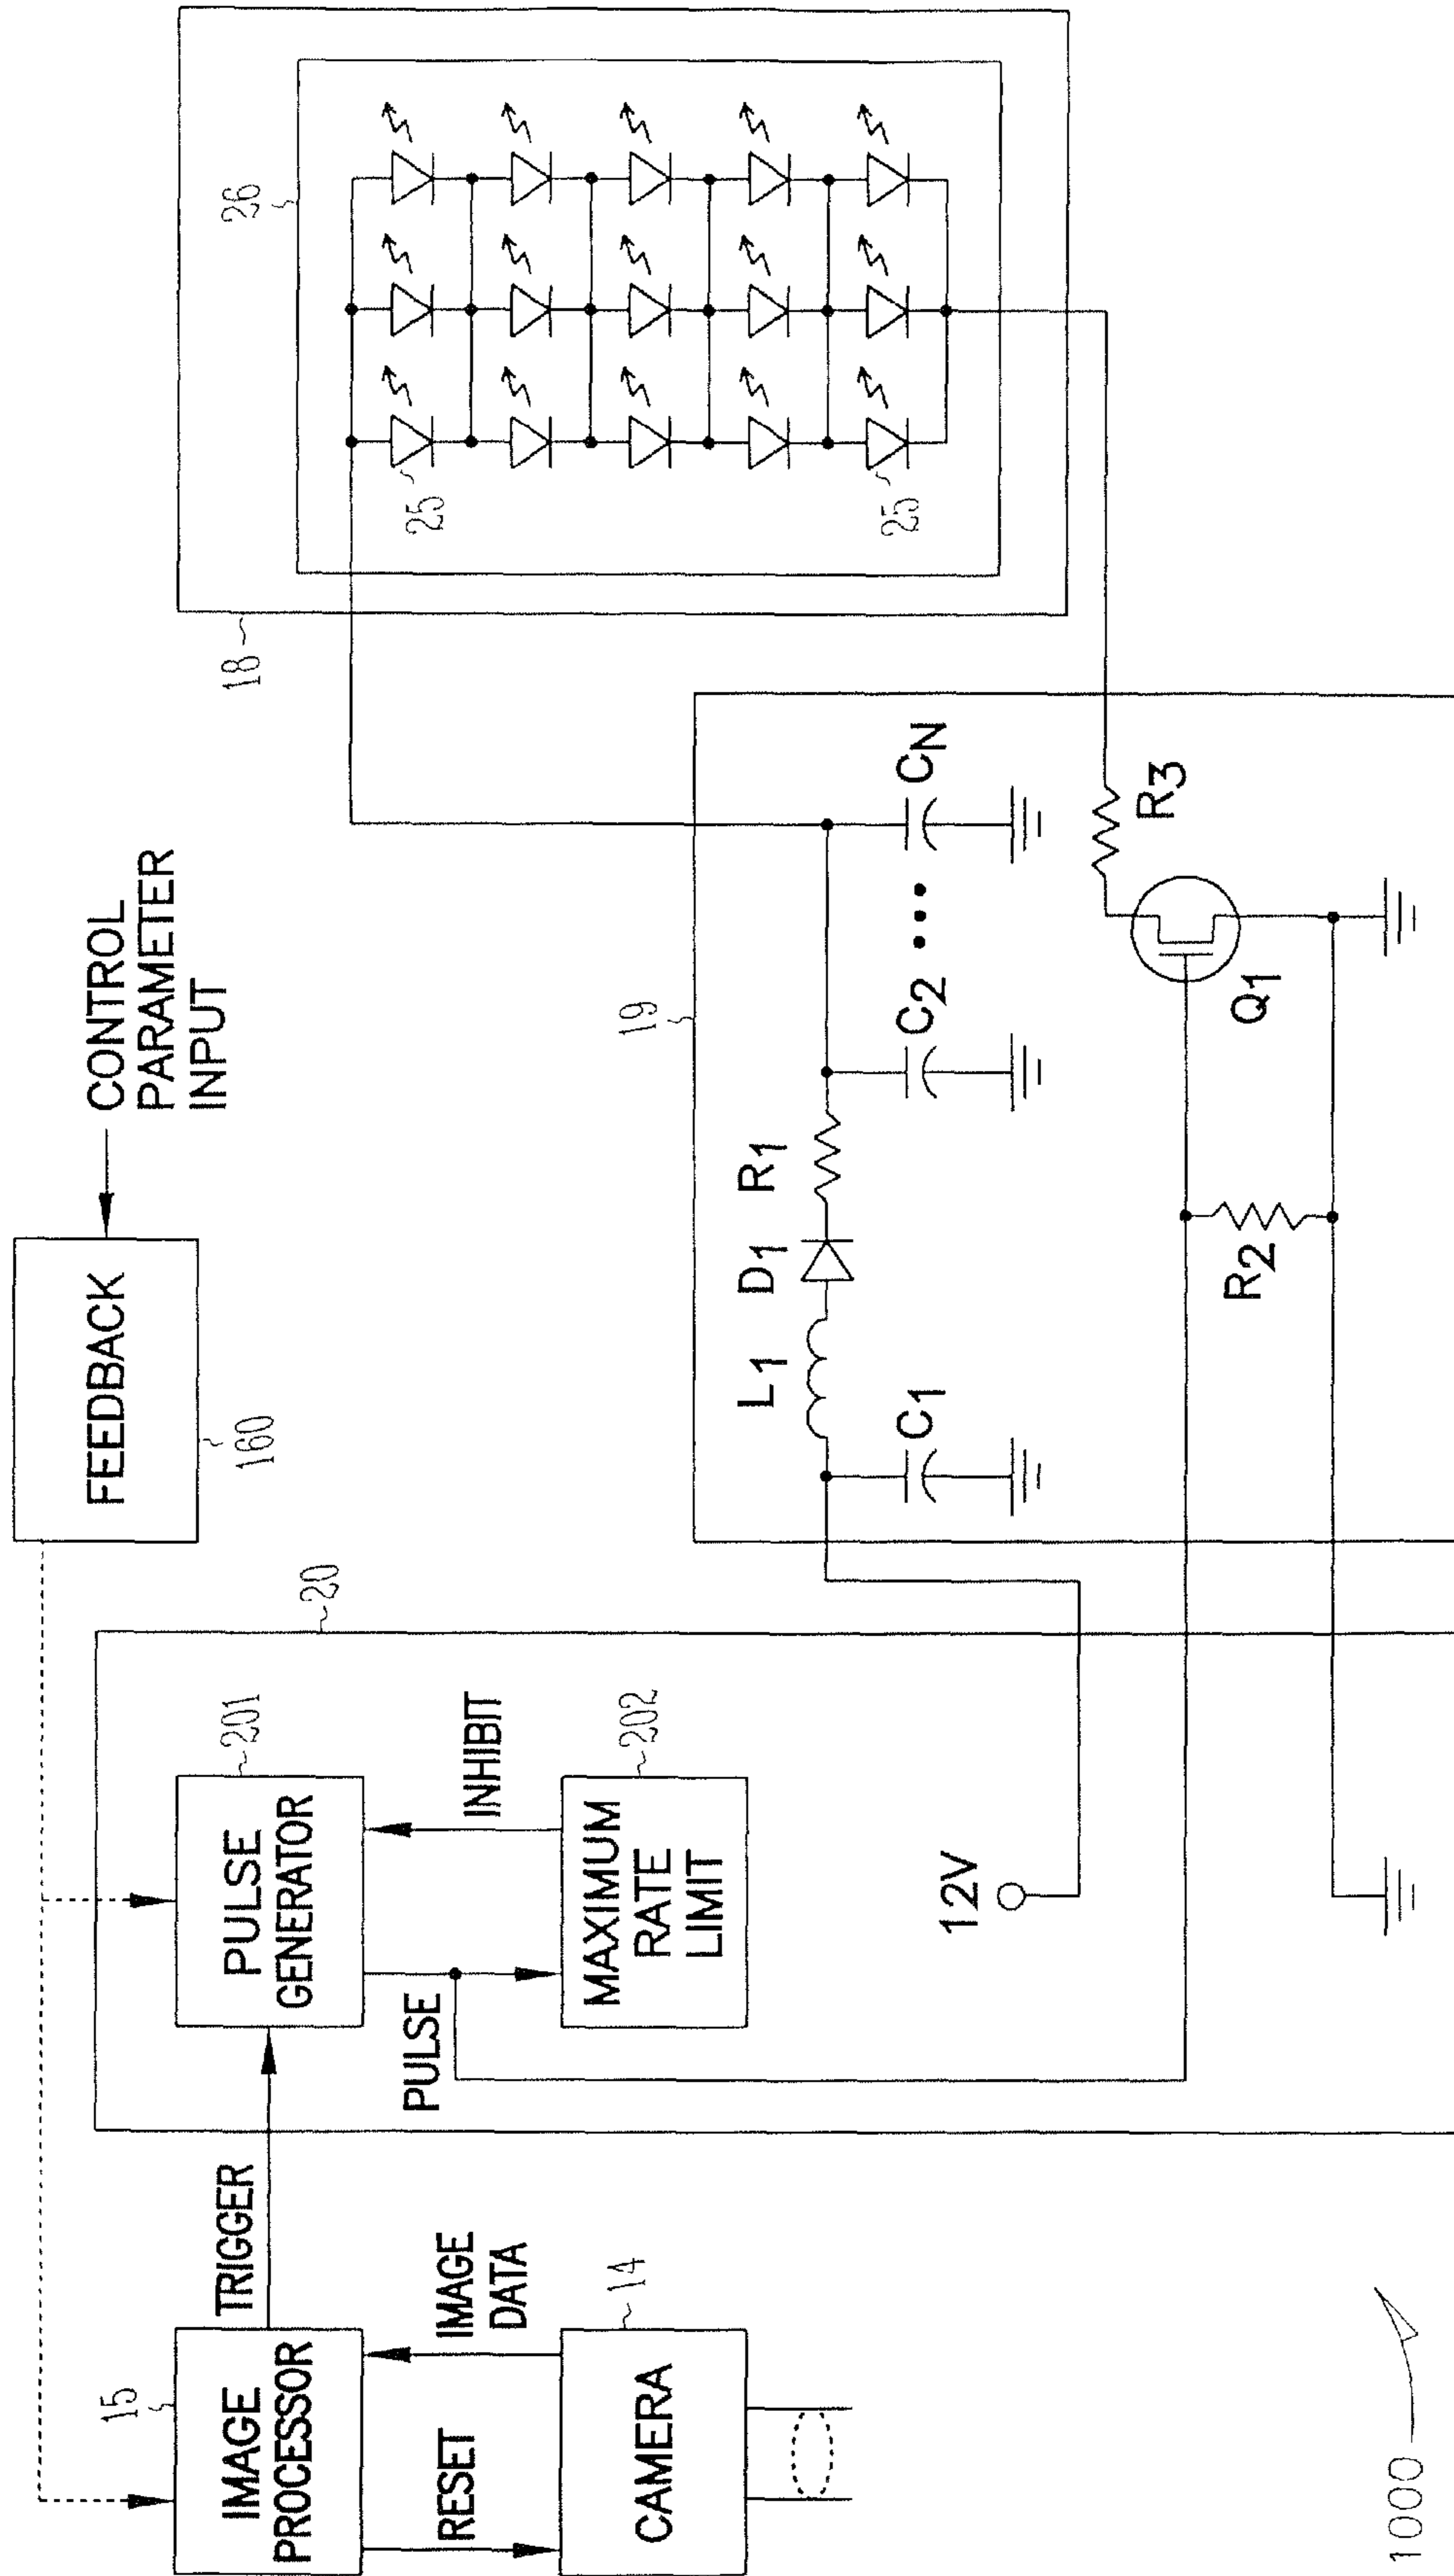 CONTROL
PARAMETER
INPUT
FEEDBACK
160
26
25
25
18
20
PULSE
GENERATOR
201
INHIBIT
PULSE
MAXIMUM
RATE
LIMIT
202
12V
19
L1
D1
R1
C1
C2
CN
R2
Q1
R3
15
IMAGE
PROCESSOR
TRIGGER
RESET
IMAGE
DATA
CAMERA
14
1000